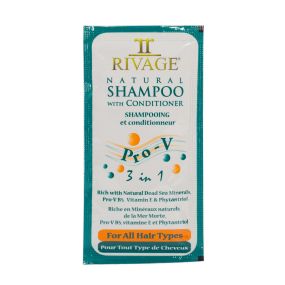 RIVAGE®
NATURAL
SHAMPOO
WITH CONDITIONER
SHAMPOOING
et conditionneur
Pro-V
3 in 1
Rich with Natural Dead Sea Minerals,
Pro-V B5 Vitamin E & Phytantriol
Riche en Minéraux naturels
de la Mer Morte
Pro-V B5 vitamine E et Phytantriol
For All Hair Types
Pour Tout Type de Cheveux